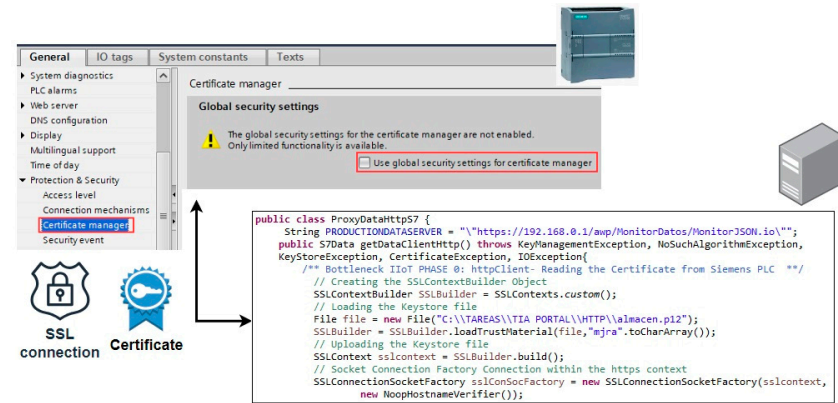 SIEMENS
General
IO tags
System constants
Texts
System diagnostics
PLC alarms
Web server
DNS configuration
Display
Multilingual support
Time of day
Protection & Security
Access level
Connection mechanisms
Certificate manager
Security event
Certificate manager
Global security settings
The global security settings for the certificate manager are not enabled.
Only limited functionality is available.
Use global security settings for certificate manager
SSL
connection
Certificate
public class ProxyDataHttpS7 {
String PRODUCTIONDATASERVER = "\"https://192.168.0.1/awp/MonitorDatos/MonitorJSON.io\"";
public S7Data getDataClientHttp() throws KeyManagementException, NoSuchAlgorithmException,
KeyStoreException, CertificateException, IOException{
/** Bottleneck IIoT PHASE 0: httpClient- Reading the Certificate from Siemens PLC  **/
// Creating the SSLContextBuilder Object
SSLContextBuilder SSLBuilder = SSLContexts.custom();
// Loading the Keystore file
File file = new File("C:\\TAREAS\\TIA PORTAL\\HTTP\\almacen.p12");
SSLBuilder = SSLBuilder.loadTrustMaterial(file,"mjra".toCharArray());
// Uploading the Keystore file
SSLContext sslcontext = SSLBuilder.build();
// Socket Connection Factory Connection within the https context
SSLConnectionSocketFactory sslConSocFactory = new SSLConnectionSocketFactory(sslcontext,
new NoopHostnameVerifier());